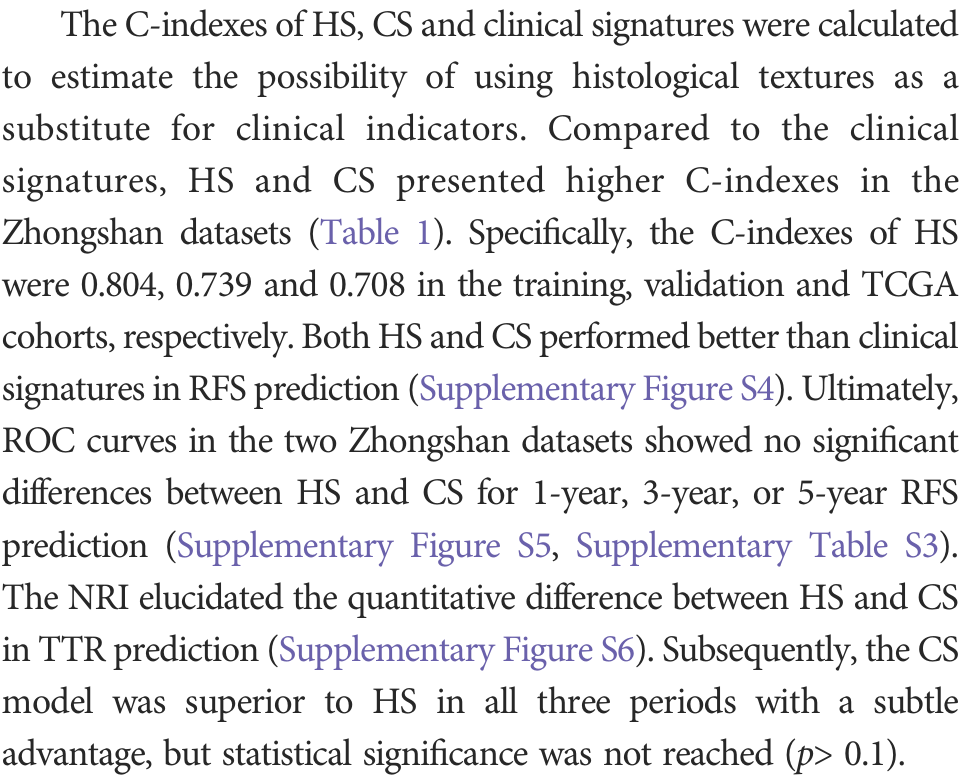 The C-indexes of HS, CS and clinical signatures were calculated
to estimate the possibility of using histological textures as a
substitute for clinical indicators. Compared to the clinical
signatures, HS and CS presented higher C-indexes in the
Zhongshan datasets (Table 1). Specifically, the C-indexes of HS
were 0.804, 0.739 and 0.708 in the training, validation and TCGA
cohorts, respectively. Both HS and CS performed better than clinical
signatures in RFS prediction (Supplementary Figure S4). Ultimately,
ROC curves in the two Zhongshan datasets showed no significant
differences between HS and CS for 1-year, 3-year, or 5-year RFS
prediction (Supplementary Figure S5, Supplementary Table S3).
The NRI elucidated the quantitative difference between HS and CS
in TTR prediction (Supplementary Figure S6). Subsequently, the CS
model was superior to HS in all three periods with a subtle
advantage, but statistical significance was not reached (p> 0.1).